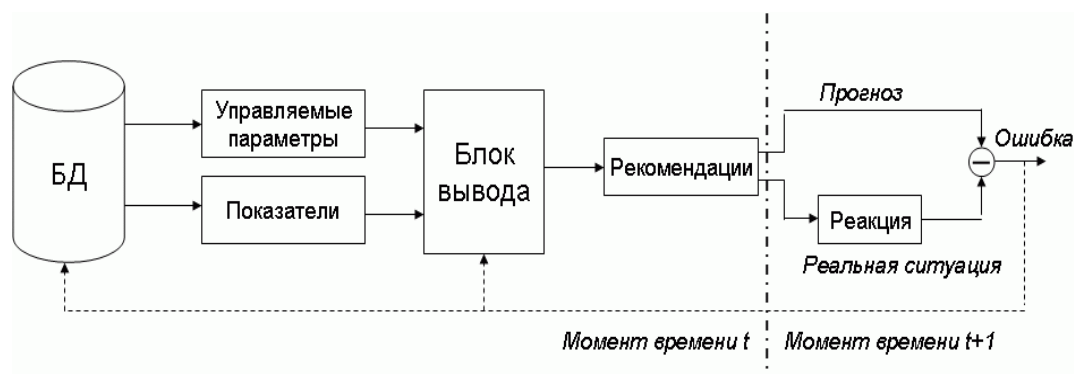 БД
Управляемые
параметры
Показатели
Блок
вывода
Рекомендации
Прогноз
Ошибка
Реакция
Реальная ситуация
Момент времени t
Момент времени t+1